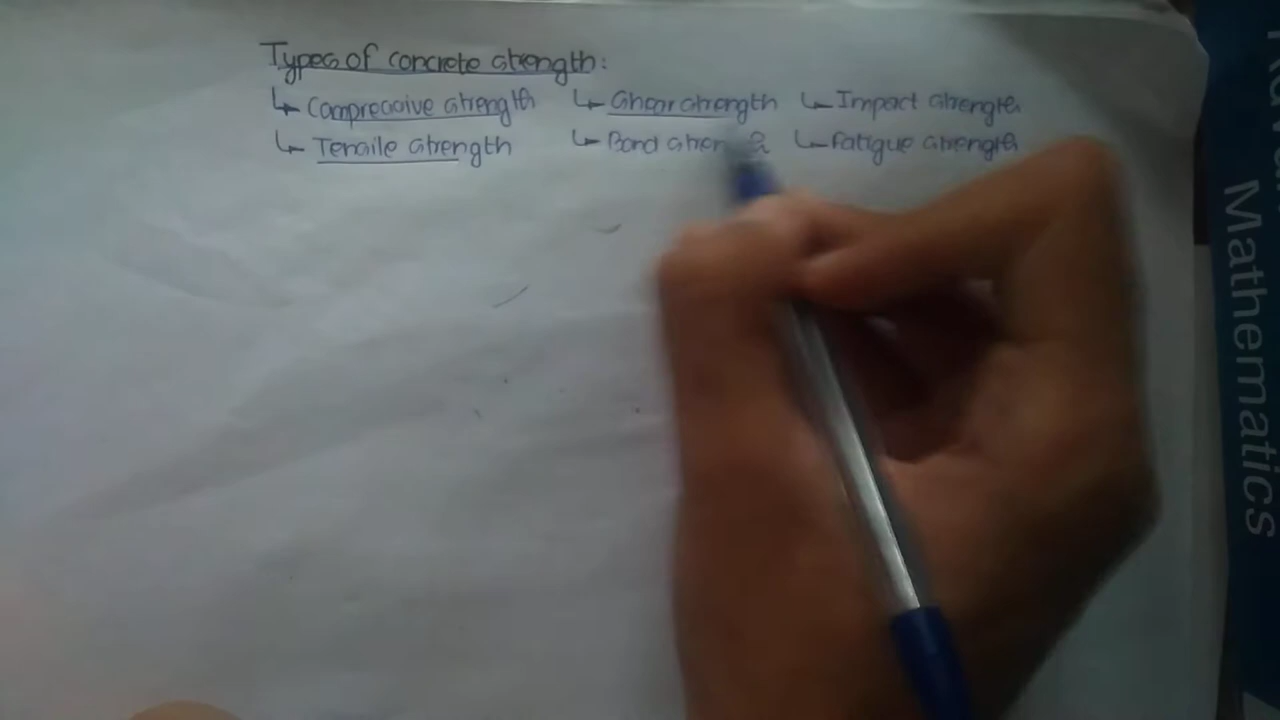 Types of concrete strength:
↳ Compressive strength ↳ Shear strength ↳ Impact strength
↳ Tensile strength ↳ Bond ↳ Fatigue strength
Mathematics